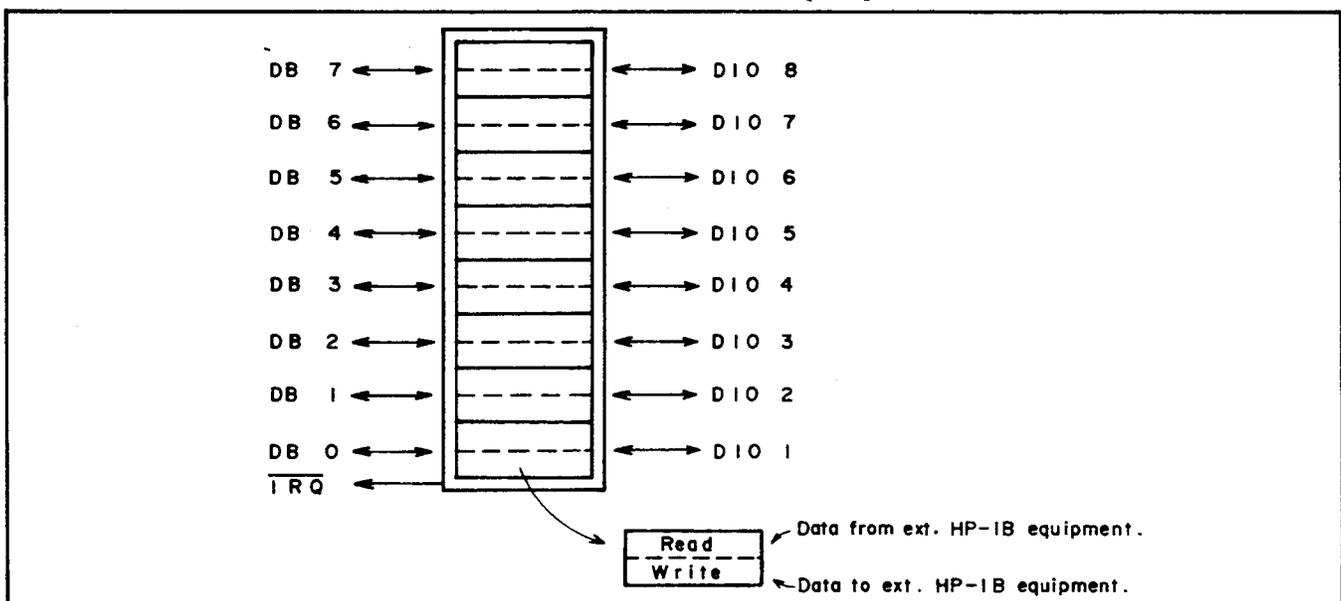 DB 7 DIO 8
DB 6 DIO 7
DB 5 DIO 6
DB 4 DIO 5
DB 3 DIO 4
DB 2 DIO 3
DB 1 DIO 2
DB 0 DIO 1
IRQ
Read
Write
Data from ext. HP-IB equipment.
Data to ext. HP-IB equipment.